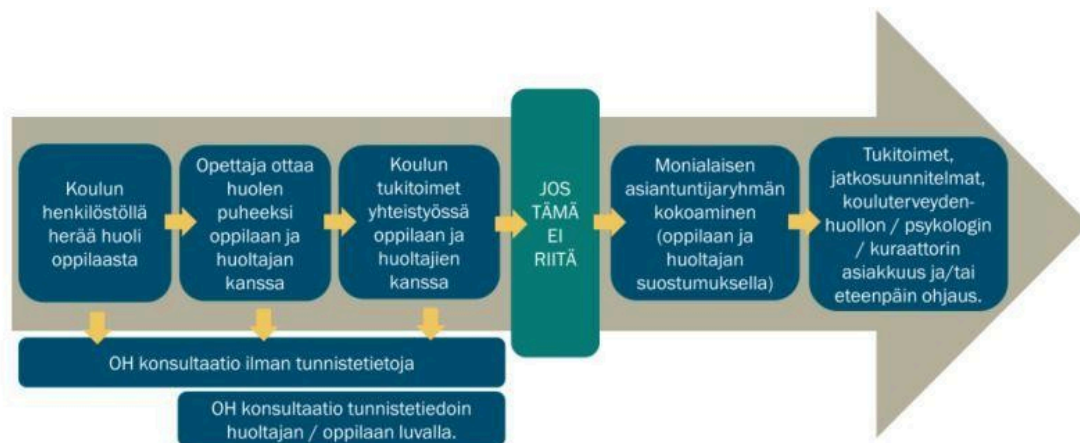 Koulun
henkilöstöllä
herää huoli
oppilaasta
Opettaja ottaa
huolen
puheeksi
oppilaan ja
huoltajan
kanssa
Koulun
tukitoimet
yhteistyössä
oppilaan ja
huoltajien
kanssa
JOS
TÄMÄ
EI
RIITÄ
Monialaisen
asiantuntijaryhmän
kokoaminen
(oppilaan ja
huoltajan
suostumuksella)
Tukitoimet,
jatkosuunnitelmat,
kouluterveyden-
huollon / psykologin
/ kuraattorin
asiakkuus ja/tai
eteenpäin ohjaus.
OH konsultaatio ilman tunnistetietoja
OH konsultaatio tunnistetiedoin
huoltajan / oppilaan luvalla.